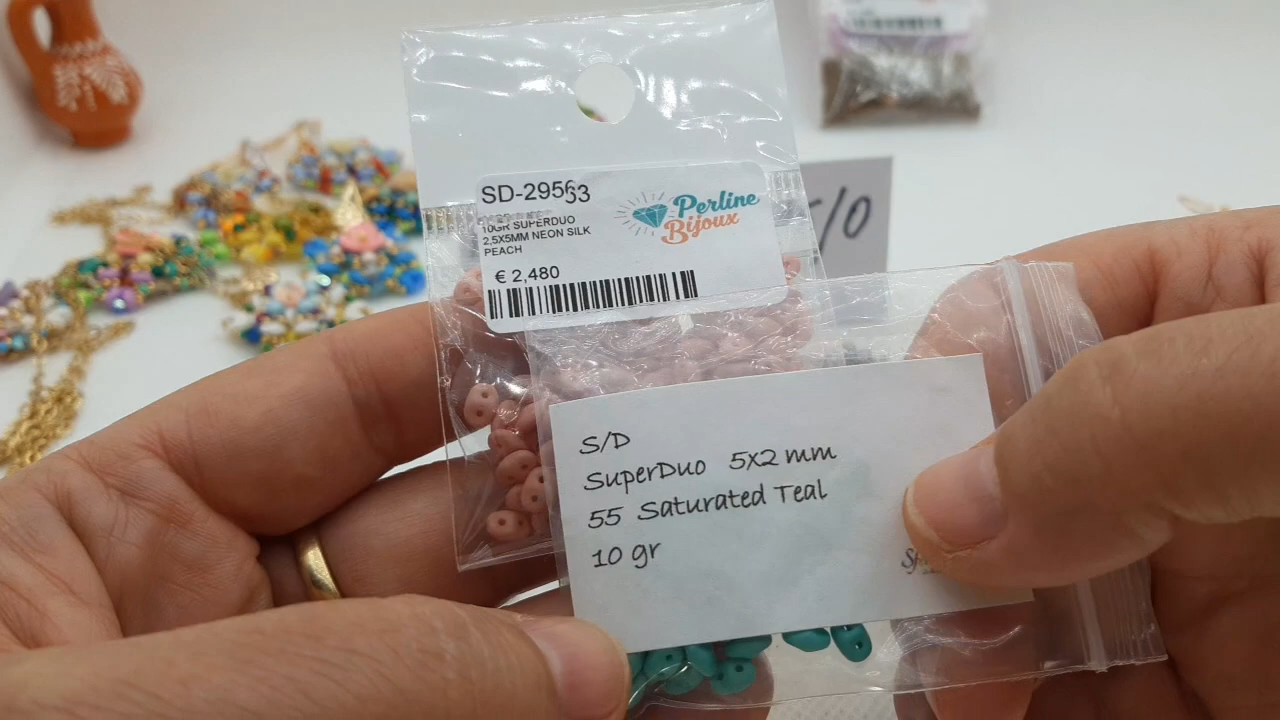 SD-29563
Perline
Bijoux
10GR SUPERDUO
2,5X5MM NEON SILK
PEACH
€ 2,480
/0
S/D
SuperDuo 5x2 mm
55 Saturated Teal
10 gr